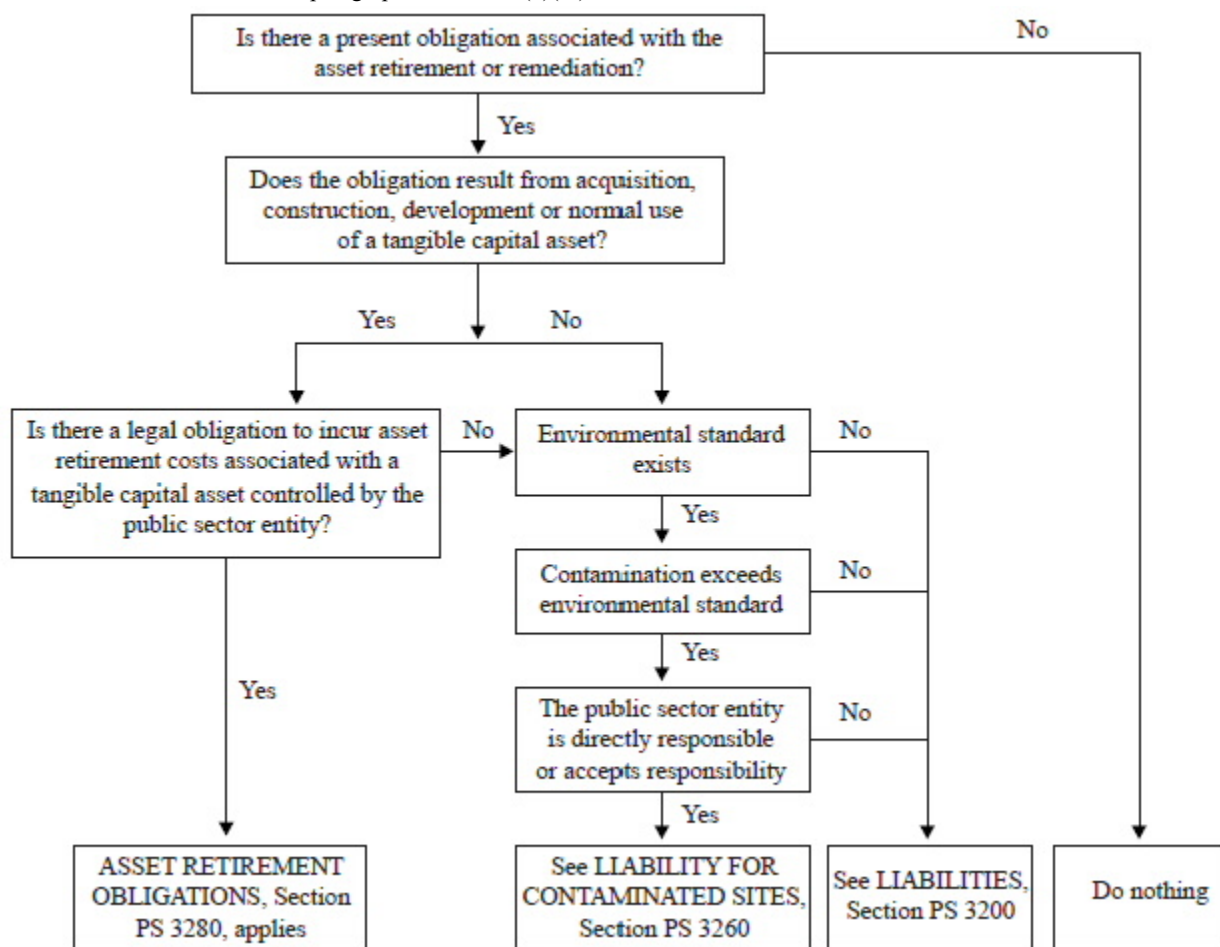 Is there a present obligation associated with the
asset retirement or remediation?
No
Yes
Does the obligation result from acquisition,
construction, development or normal use
of a tangible capital asset?
Yes
No
Is there a legal obligation to incur asset
retirement costs associated with a
tangible capital asset controlled by the
public sector entity?
No
Environmental standard
exists
No
Yes
Contamination exceeds
environmental standard
No
Yes
Yes
The public sector entity
is directly responsible
or accepts responsibility
No
Yes
ASSET RETIREMENT
OBLIGATIONS, Section
PS 3280, applies
See LIABILITY FOR
CONTAMINATED SITES,
Section PS 3260
See LIABILITIES,
Section PS 3200
Do nothing